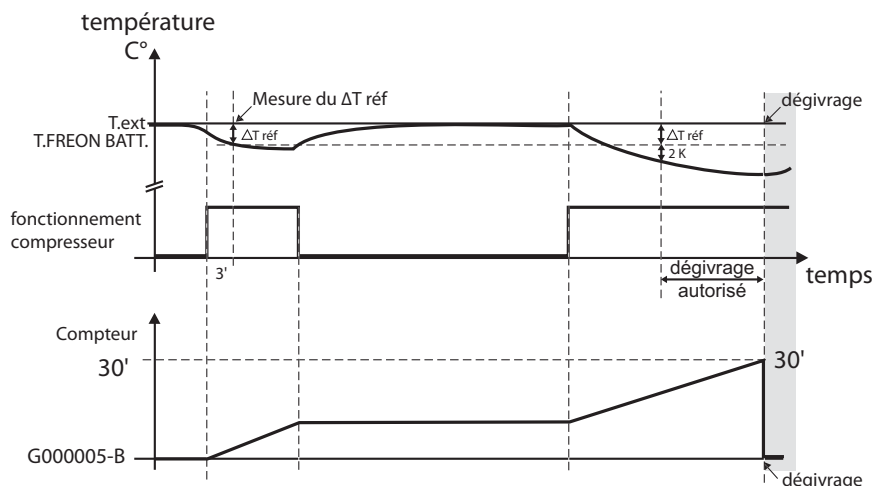 température
C°
Mesure du ΔT réf
dégivrage
T.ext
T.FREON BATT.
ΔT réf
ΔT réf
2 K
fonctionnement
compresseur
3'
dégivrage
autorisé
temps
Compteur
30'
30'
G000005-B
dégivrage